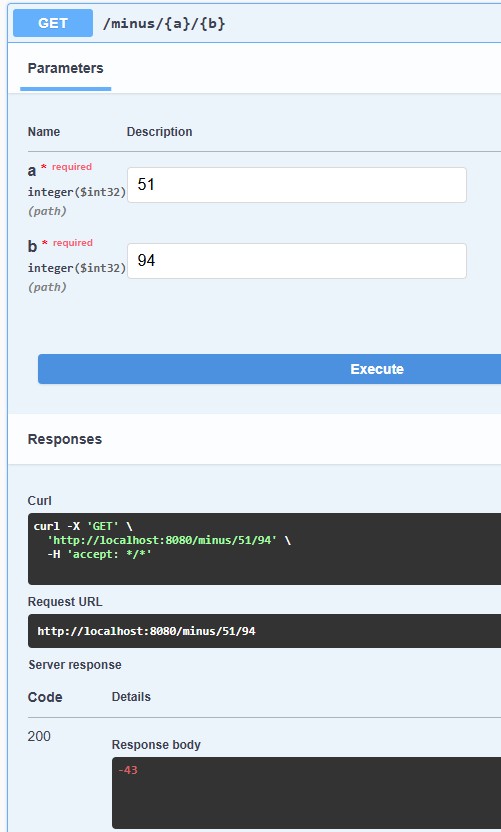 GET /minus/{a}/{b}
Parameters
Name Description
a * required
integer($int32)
(path)
51
b * required
integer($int32)
(path)
94
Execute
Responses
Curl
curl -X 'GET' \
'http://localhost:8080/minus/51/94' \
-H 'accept: */*'
Request URL
http://localhost:8080/minus/51/94
Server response
Code Details
200
Response body
-43